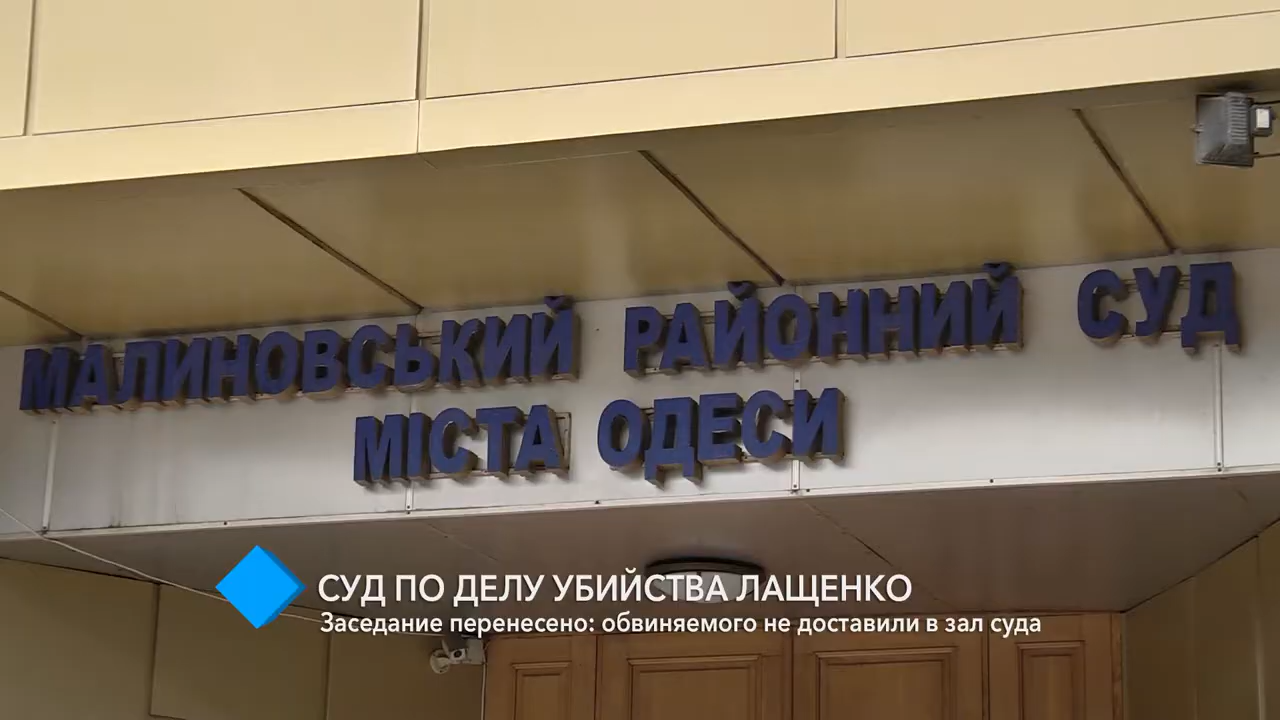 МАЛИНОВСЬКИЙ РАЙОННИЙ СУД
МІСТА ОДЕСИ
СУД ПО ДЕЛУ УБИЙСТВА ЛАЩЕНКО
Заседание перенесено: обвиняемого не доставили в зал суда